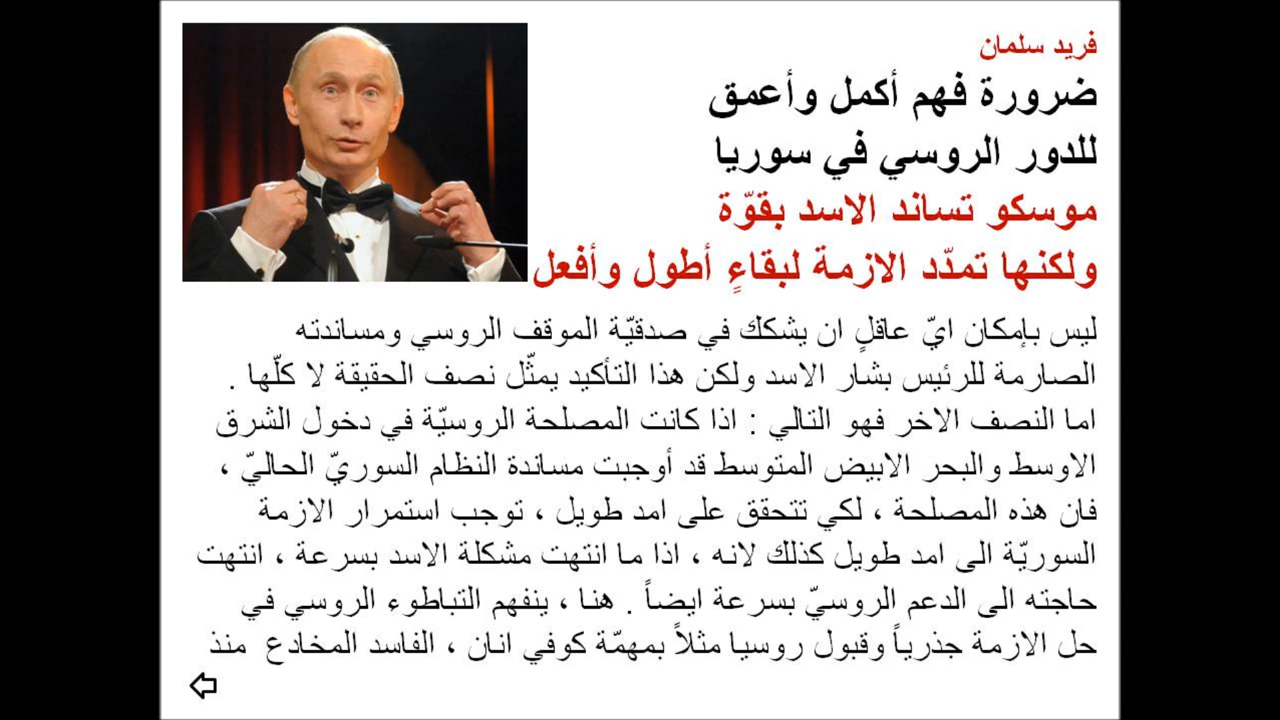 فريد سلمان
ضرورة فهم أكمل وأعمق
للدور الروسي في سوريا
موسكو تساند الاسد بقوّة
ولكنها تمدّد الازمة لبقاءٍ أطول وأفعل
ليس بإمكان ايّ عاقلٍ ان يشكك في صدقيّة الموقف الروسي ومساندته
الصارمة للرئيس بشار الاسد ولكن هذا التأكيد يمثّل نصف الحقيقة لا كلّها .
اما النصف الاخر فهو التالي : اذا كانت المصلحة الروسيّة في دخول الشرق
الاوسط والبحر الابيض المتوسط قد أوجبت مساندة النظام السوريّ الحاليّ ،
فان هذه المصلحة ، لكي تتحقق على امد طويل ، توجب استمرار الازمة
السوريّة الى امد طويل كذلك لانه ، اذا ما انتهت مشكلة الاسد بسرعة ، انتهت
حاجته الى الدعم الروسيّ بسرعة ايضاً . هنا ، ينفهم التباطوء الروسي في
حل الازمة جذرياً وقبول روسيا مثلاً بمهمّة كوفي انان ، الفاسد المخادع منذ